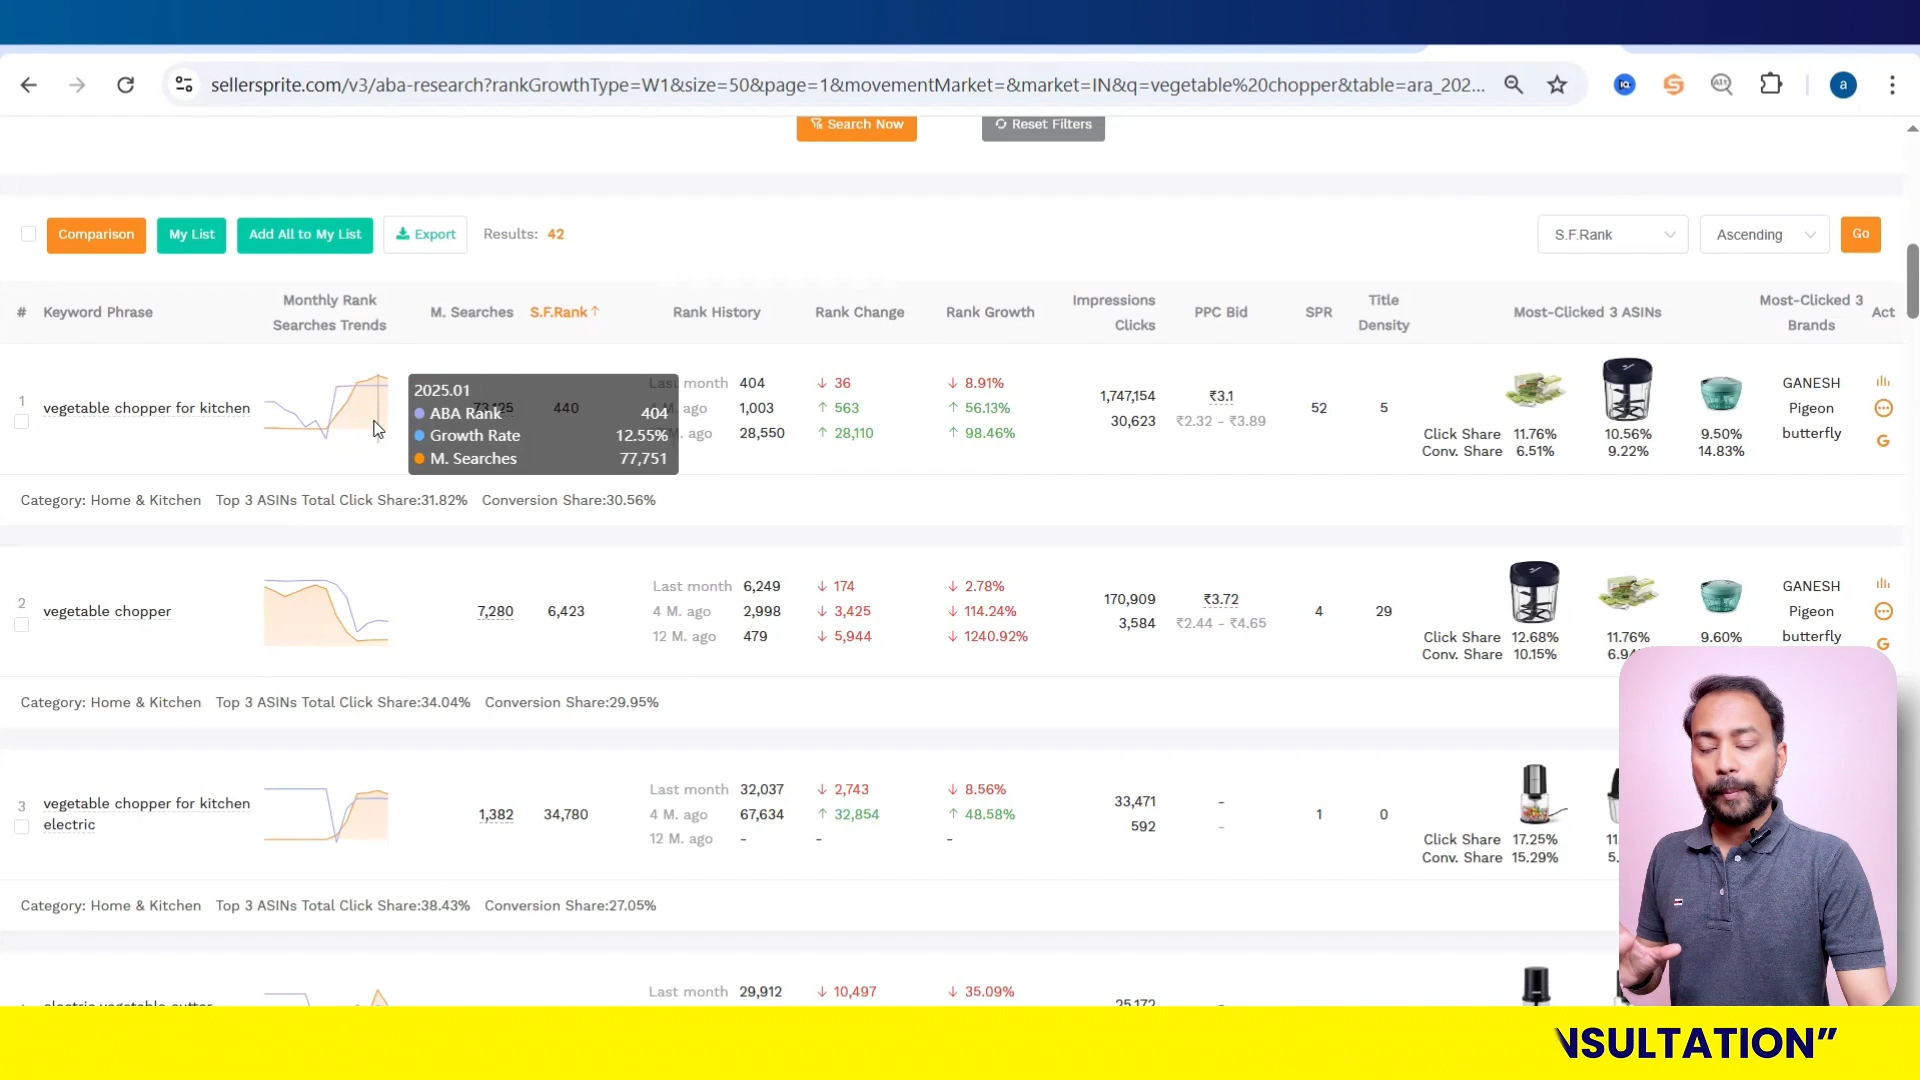 sellersprite.com/v3/aba-research?rankGrowthType=W1&size=50&page=1&movementMarket=&market=IN&q=vegetable%20chopper&table=ara_202...
a
Search Now
Reset Filters
Comparison
My List
Add All to My List
Export
Results: 42
S.F.Rank
Ascending
Go
# Keyword Phrase
Monthly Rank
Searches Trends
M. Searches
S.F.Rank
Rank History
Rank Change
Rank Growth
Impressions
Clicks
PPC Bid
SPR
Title
Density
Most-Clicked 3 ASINs
Most-Clicked 3
Brands
Act
1
vegetable chopper for kitchen
2025.01
ABA Rank 404
Growth Rate 12.55%
M. Searches 77,751
440
Last month 404
ago 1,003
ago 28,550
36
563
28,110
8.91%
56.13%
98.46%
1,747,154
30,623
₹3.1
₹2.32 - ₹3.89
52
5
Click Share 11.76% 10.56% 9.50%
Conv. Share 6.51% 9.22% 14.83%
GANESH
Pigeon
butterfly
Category: Home & Kitchen Top 3 ASINs Total Click Share:31.82% Conversion Share:30.56%
2
vegetable chopper
7,280
6,423
Last month 6,249
4 M. ago 2,998
12 M. ago 479
174
3,425
5,944
2.78%
114.24%
1240.92%
170,909
3,584
₹3.72
₹2.44 - ₹4.65
4
29
Click Share 12.68% 11.76% 9.60%
Conv. Share 10.15%
GANESH
Pigeon
butterfly
Category: Home & Kitchen Top 3 ASINs Total Click Share:34.04% Conversion Share:29.95%
3
vegetable chopper for kitchen
electric
1,382
34,780
Last month 32,037
4 M. ago 67,634
12 M. ago -
2,743
32,854
-
8.56%
48.58%
-
33,471
592
-
-
1
0
Click Share 17.25%
Conv. Share 15.29%
Category: Home & Kitchen Top 3 ASINs Total Click Share:38.43% Conversion Share:27.05%
Last month 29,912
10,497
35.09%
NSULTATION”